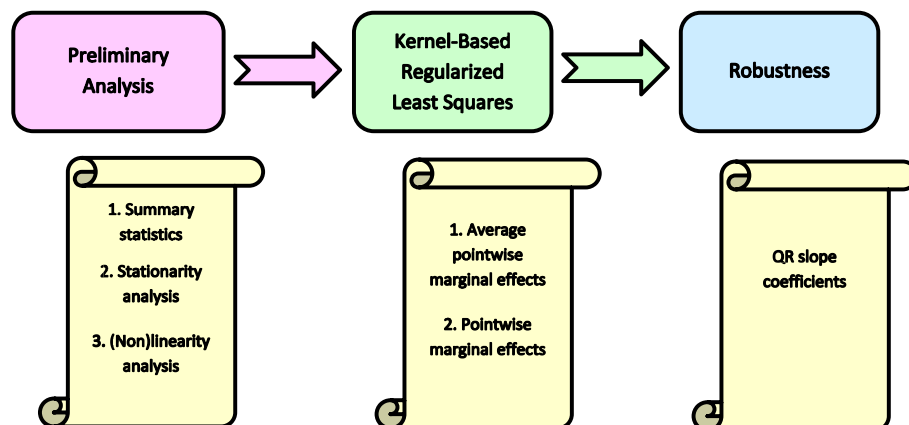 Preliminary
Analysis
Kernel-Based
Regularized
Least Squares
Robustness
1. Summary
statistics
2. Stationarity
analysis
3. (Non)linearity
analysis
1. Average
pointwise
marginal effects
2. Pointwise
marginal effects
QR slope
coefficients